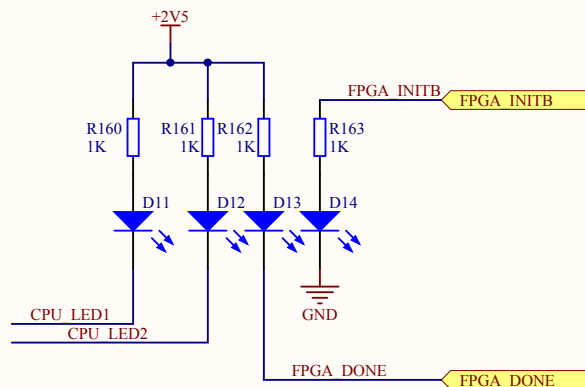 +2V5
FPGA_INITB
FPGA_INITB
R160
1K
R161
1K
R162
1K
R163
1K
D11
D12
D13
D14
GND
CPU_LED1
CPU_LED2
FPGA_DONE
FPGA_DONE